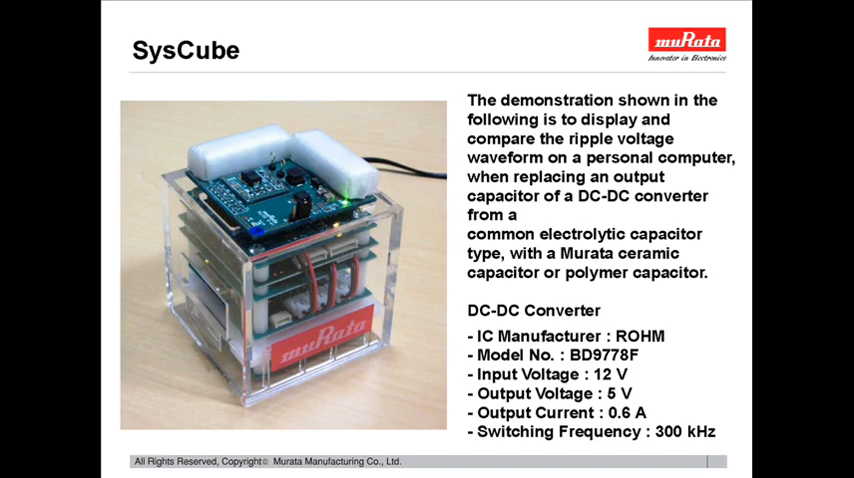 SysCube
muRata
Innovator in Electronics
The demonstration shown in the
following is to display and
compare the ripple voltage
waveform on a personal computer,
when replacing an output
capacitor of a DC-DC converter
from a
common electrolytic capacitor
type, with a Murata ceramic
capacitor or polymer capacitor.
DC-DC Converter
- IC Manufacturer : ROHM
- Model No. : BD9778F
- Input Voltage : 12 V
- Output Voltage : 5 V
- Output Current : 0.6 A
- Switching Frequency : 300 kHz
muRata
All Rights Reserved, Copyright© Murata Manufacturing Co., Ltd.